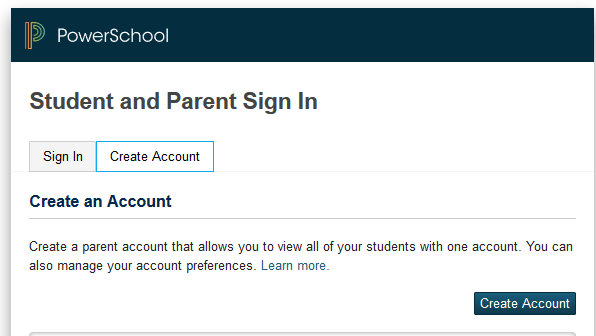 PowerSchool
Student and Parent Sign In
Sign In
Create Account
Create an Account
Create a parent account that allows you to view all of your students with one account. You can
also manage your account preferences. Learn more.
Create Account